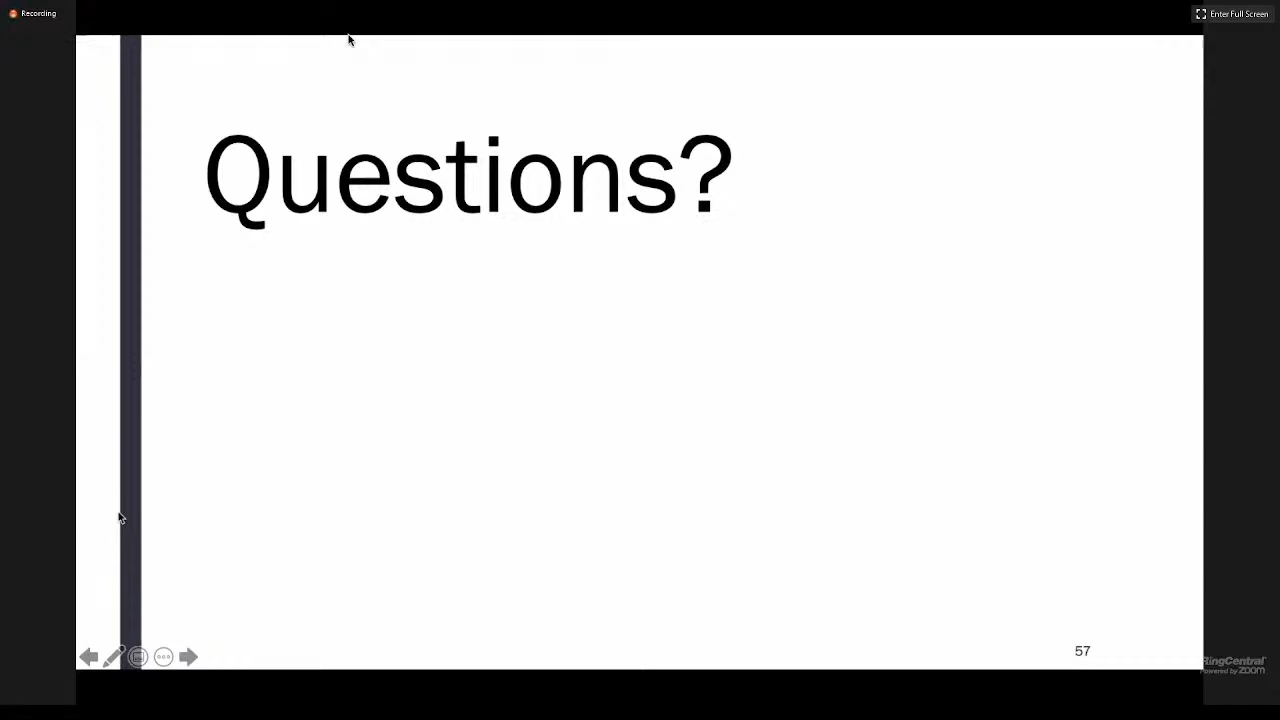 Recording
Enter Full Screen
Questions?
57
RingCentral
Powered by zoom